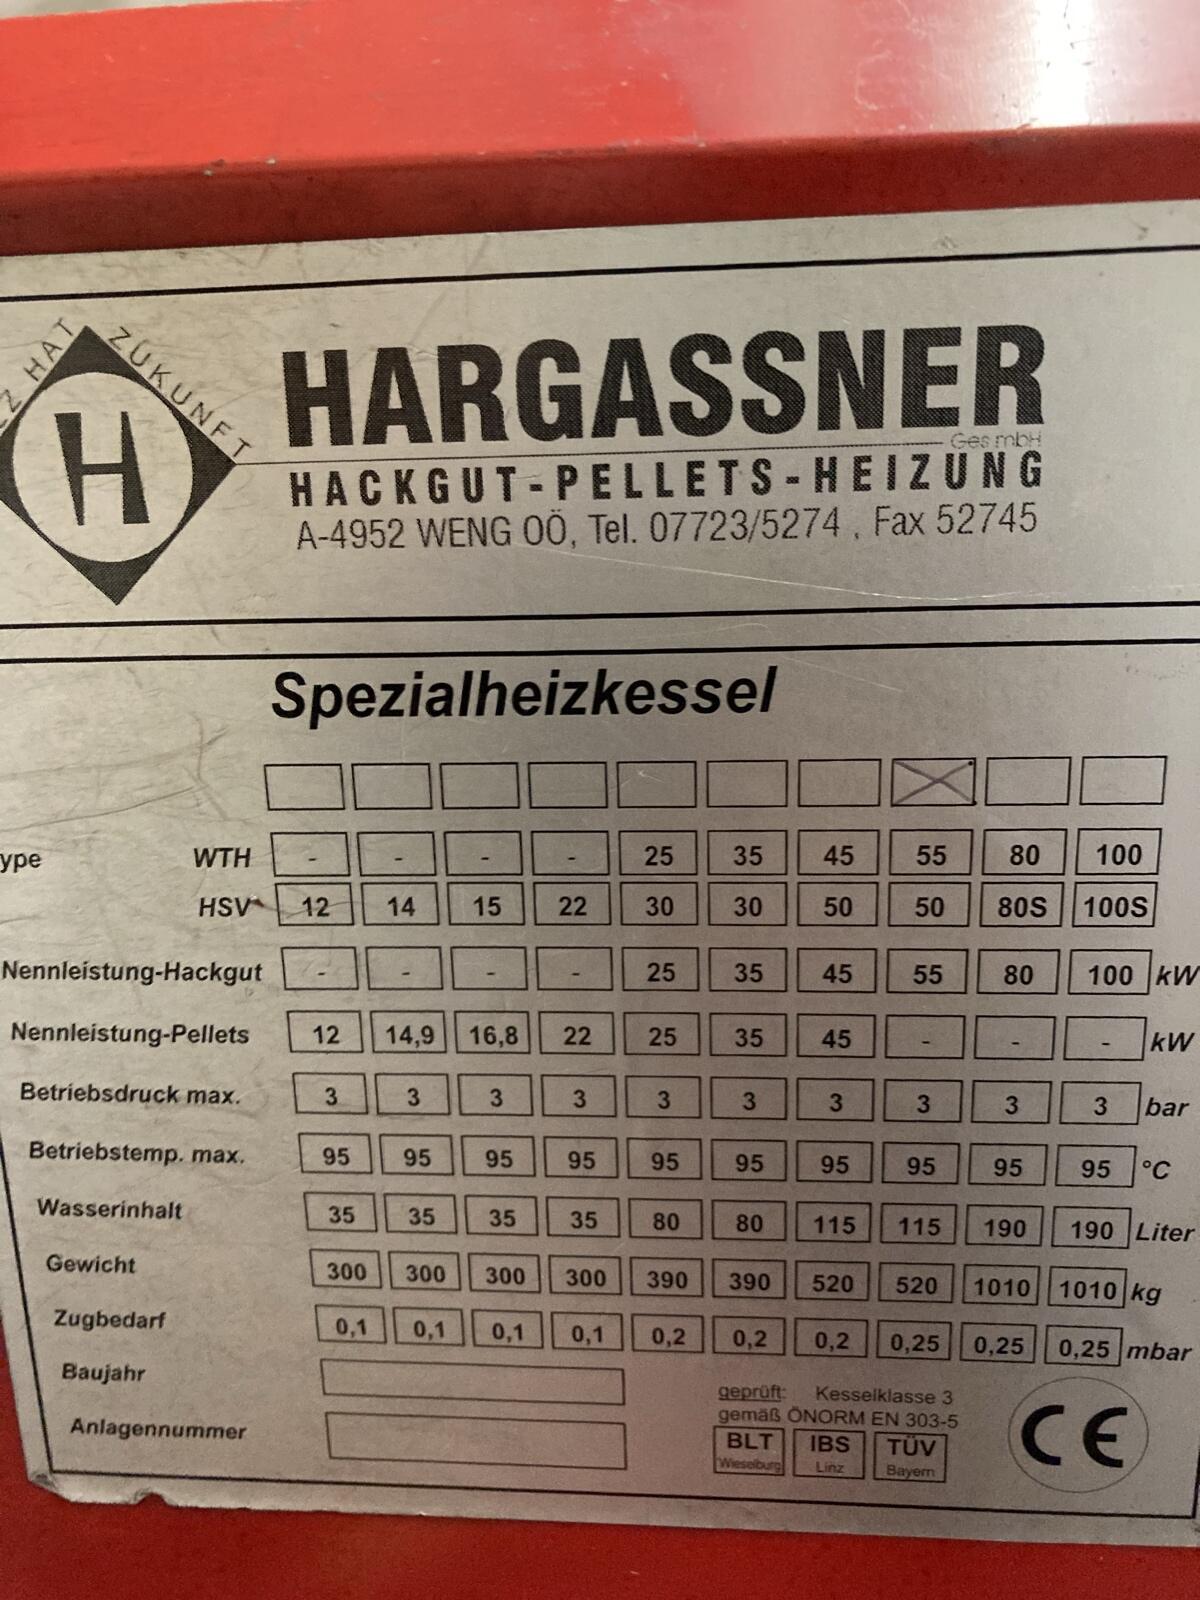 HAT ZUKUNFT
H
HARGASSNER
Ges mbH
HACKGUT-PELLETS-HEIZUNG
A-4952 WENG OÖ, Tel. 07723/5274 , Fax 52745
Spezialheizkessel
ype WTH - - - - 25 35 45 55 80 100
HSV 12 14 15 22 30 30 50 50 80S 100S
Nennleistung-Hackgut - - - - 25 35 45 55 80 100 kW
Nennleistung-Pellets 12 14,9 16,8 22 25 35 45 - - - kW
Betriebsdruck max. 3 3 3 3 3 3 3 3 3 3 bar
Betriebstemp. max. 95 95 95 95 95 95 95 95 95 95 °C
Wasserinhalt 35 35 35 35 80 80 115 115 190 190 Liter
Gewicht 300 300 300 300 390 390 520 520 1010 1010 kg
Zugbedarf 0,1 0,1 0,1 0,1 0,2 0,2 0,2 0,25 0,25 0,25 mbar
Baujahr
Anlagennummer
geprüft: Kesselklasse 3
gemäß ÖNORM EN 303-5
BLT IBS TÜV
Wieselburg Linz Bayern
CE